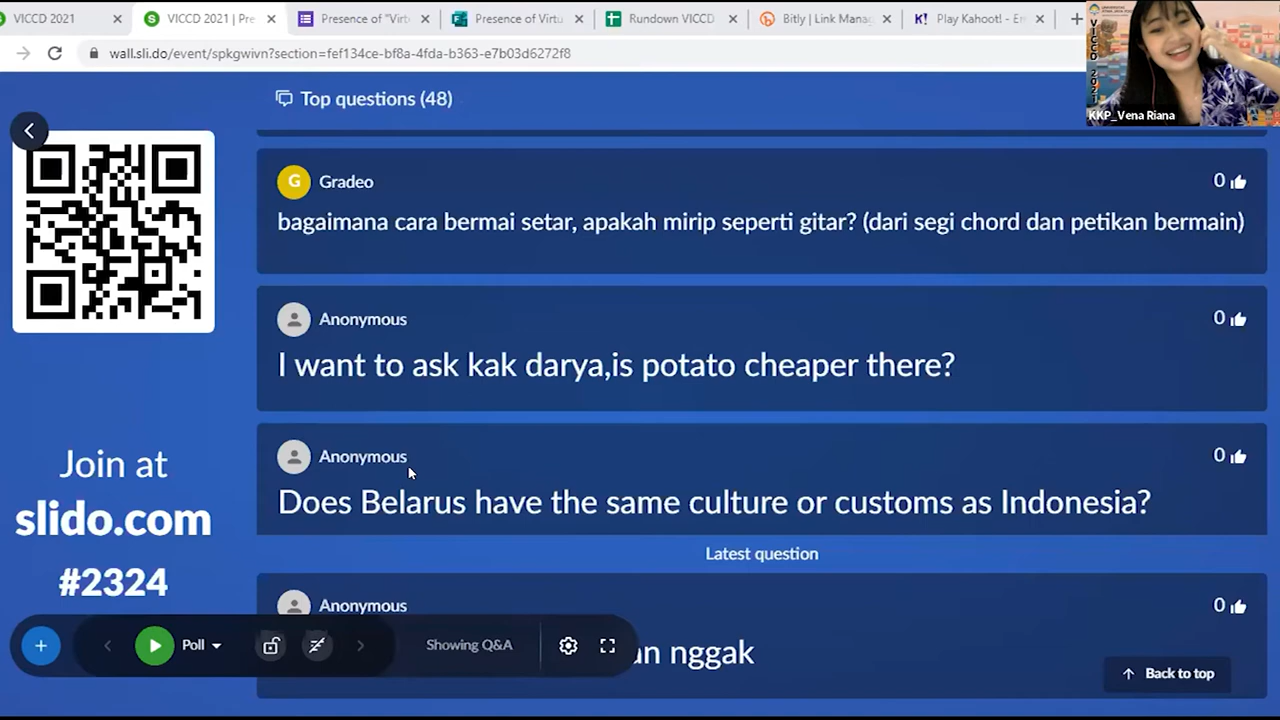 VICCD 2021
VICCD 2021 | Pre
Presence of "Virt
Presence of Virtu
Rundown VICCD
Bitly | Link Manag
Play Kahoot! - En
wall.sli.do/event/spkgwivn?section=fef134ce-bf8a-4fda-b363-e7b03d6272f8
VICCD 2021
KKP_Vena Riana
Top questions (48)
G Gradeo 0
bagaimana cara bermai setar, apakah mirip seperti gitar? (dari segi chord dan petikan bermain)
Anonymous 0
I want to ask kak darya,is potato cheaper there?
Anonymous 0
Does Belarus have the same culture or customs as Indonesia?
Join at
slido.com
#2324
Latest question
Anonymous 0
an nggak
Poll
Showing Q&A
Back to top